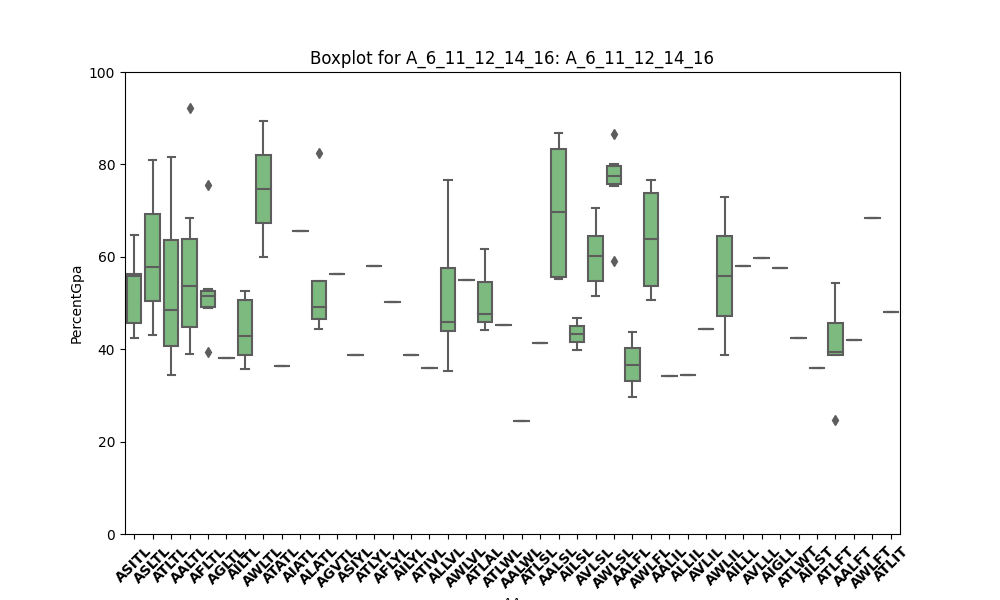 Boxplot for A_6_11_12_14_16: A_6_11_12_14_16
PercentGpa
100
80
60
40
20
0
ASITL
ASLTL
ATLTL
AALTL
AFLTL
AGLTL
AILTL
AWLTL
ATATL
AIATL
ALATL
AGVTL
ASIYL
ATLYL
AFLYL
AILYL
ATIVL
ALLVL
AWLVL
ATLAL
ATLWL
AALWL
ATLSL
AALSL
AILSL
AVLSL
AWLSL
AALFL
AWLFL
AALIL
ALLIL
AVLIL
AWLIL
AILLL
AVLLL
AIGLL
ATLWT
AILST
ATLFT
AALFT
AWLFT
ATLIT